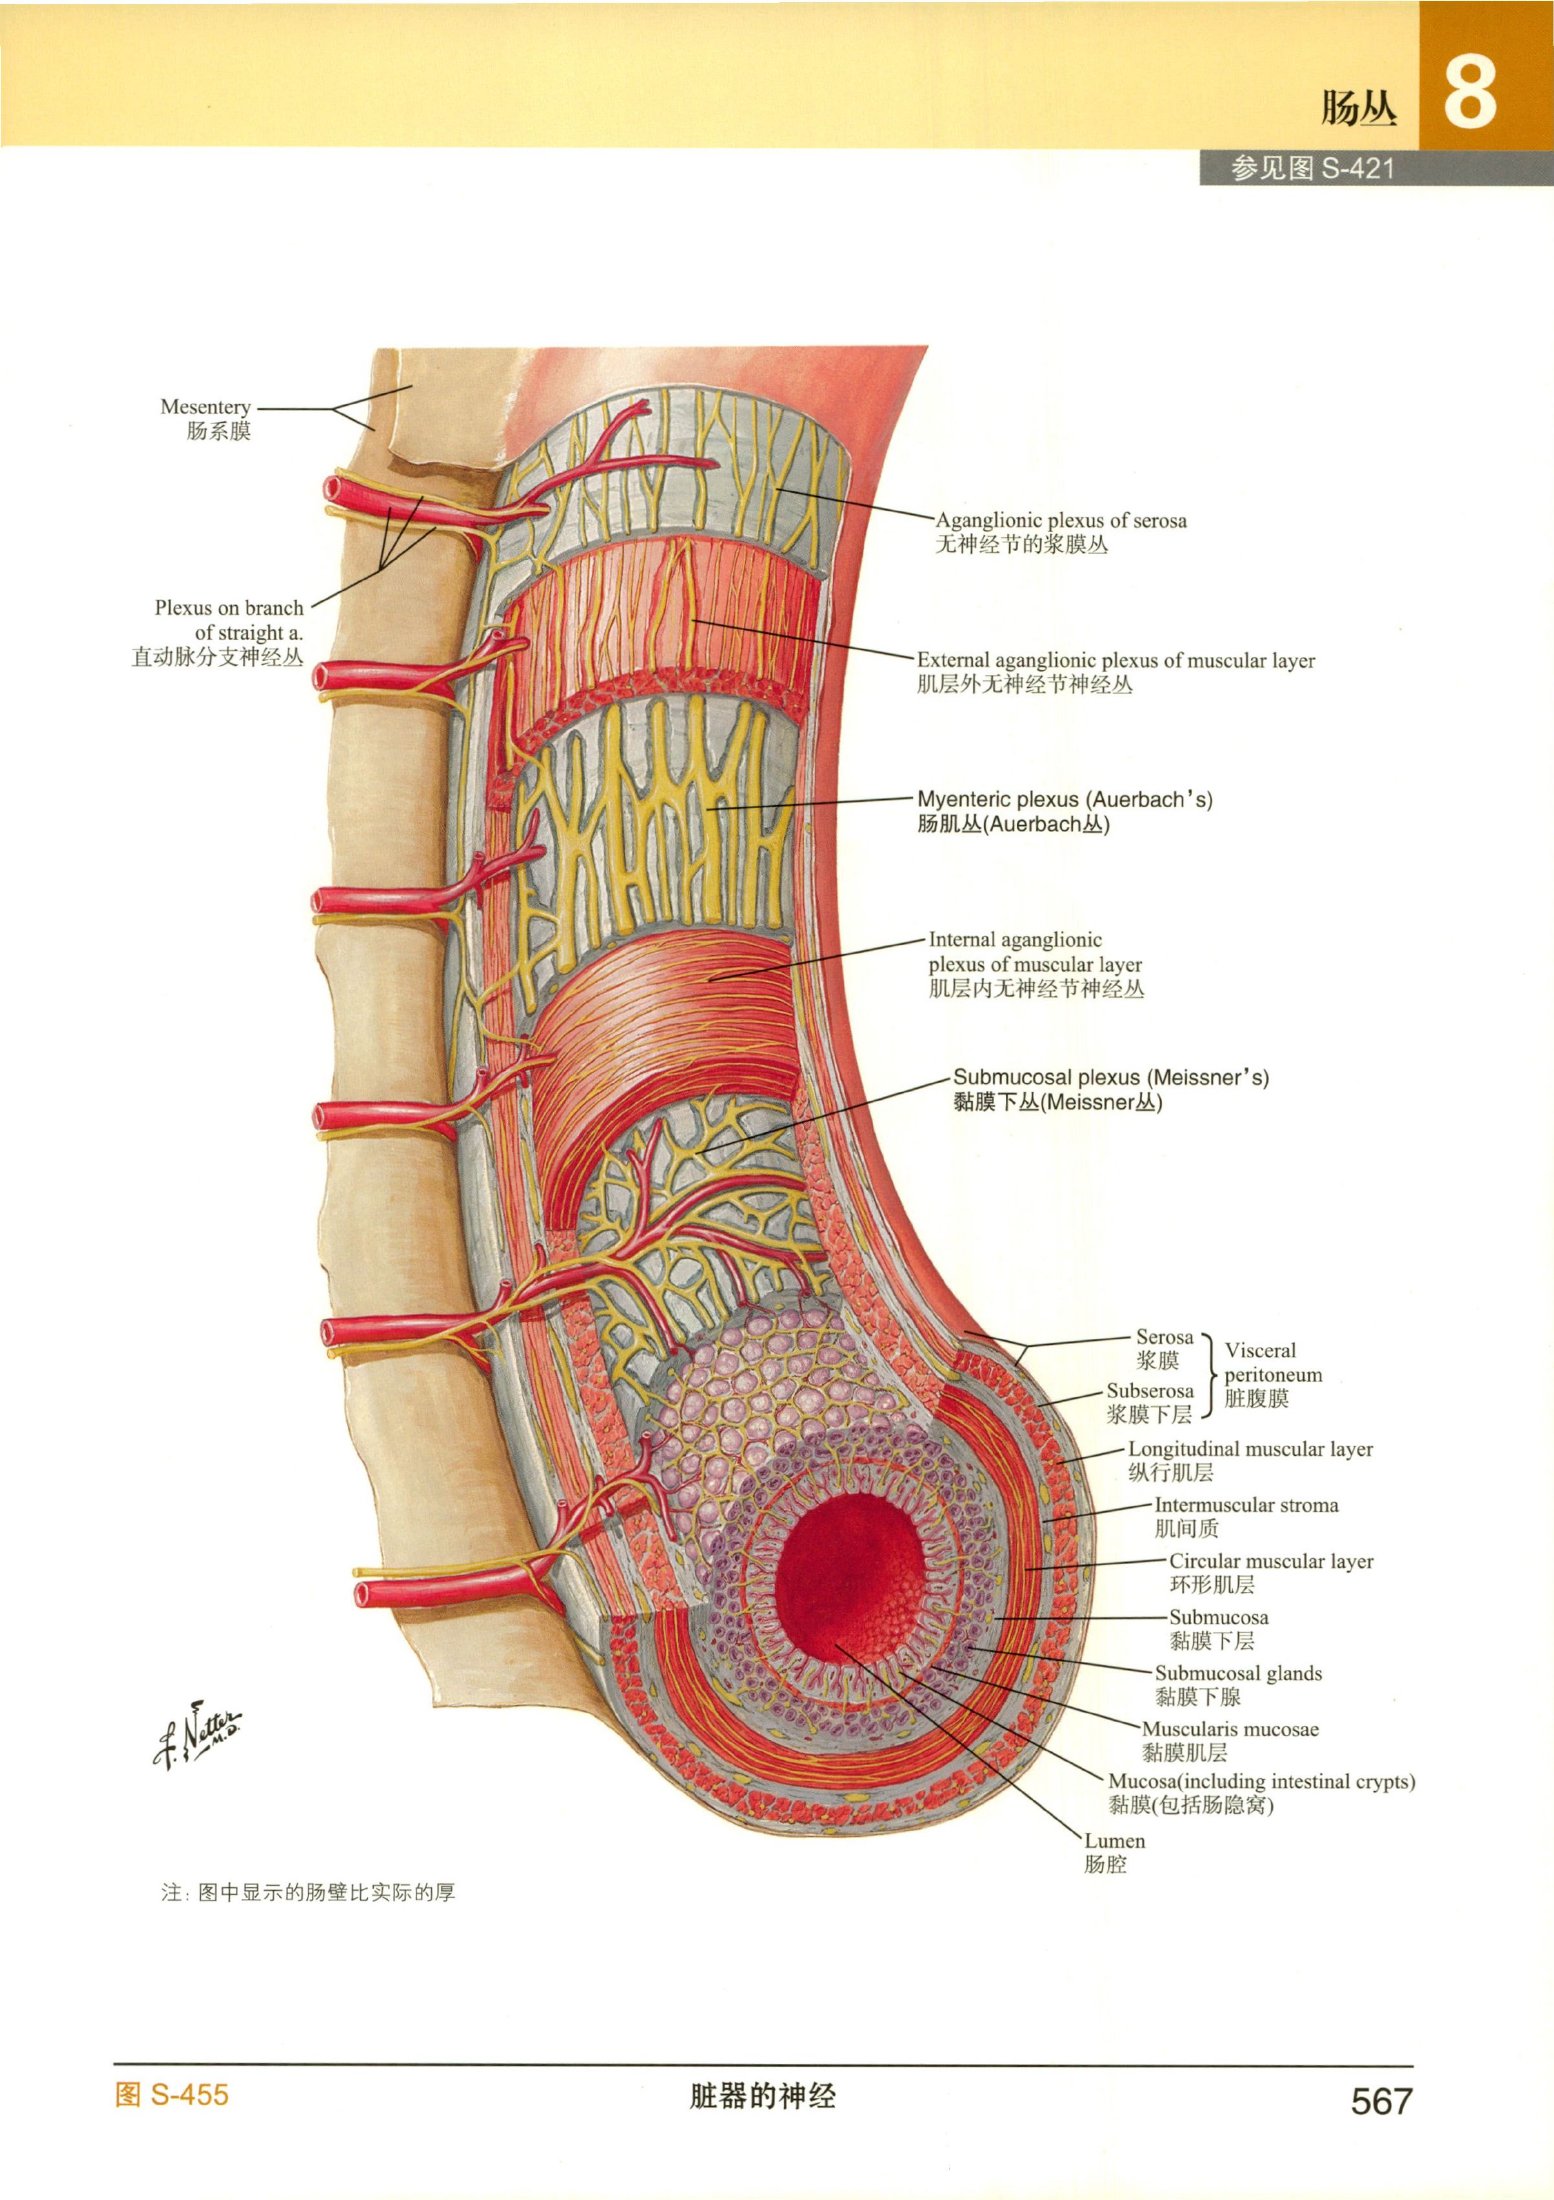 肠丛
8
参见图 S-421
Mesentery
肠系膜
Plexus on branch
of straight a.
直动脉分支神经丛
Aganglionic plexus of serosa
无神经节的浆膜丛
External aganglionic plexus of muscular layer
肌层外无神经节神经丛
Myenteric plexus (Auerbach's)
肠肌丛(Auerbach丛)
Internal aganglionic
plexus of muscular layer
肌层内无神经节神经丛
Submucosal plexus (Meissner's)
黏膜下丛(Meissner丛)
Serosa
浆膜
Subserosa
浆膜下层
Visceral
peritoneum
脏腹膜
Longitudinal muscular layer
纵行肌层
Intermuscular stroma
肌间质
Circular muscular layer
环形肌层
Submucosa
黏膜下层
Submucosal glands
黏膜下腺
Muscularis mucosae
黏膜肌层
Mucosa(including intestinal crypts)
黏膜(包括肠隐窝)
Lumen
肠腔
f. Netter
M.D.
注: 图中显示的肠壁比实际的厚
图 S-455
脏器的神经
567